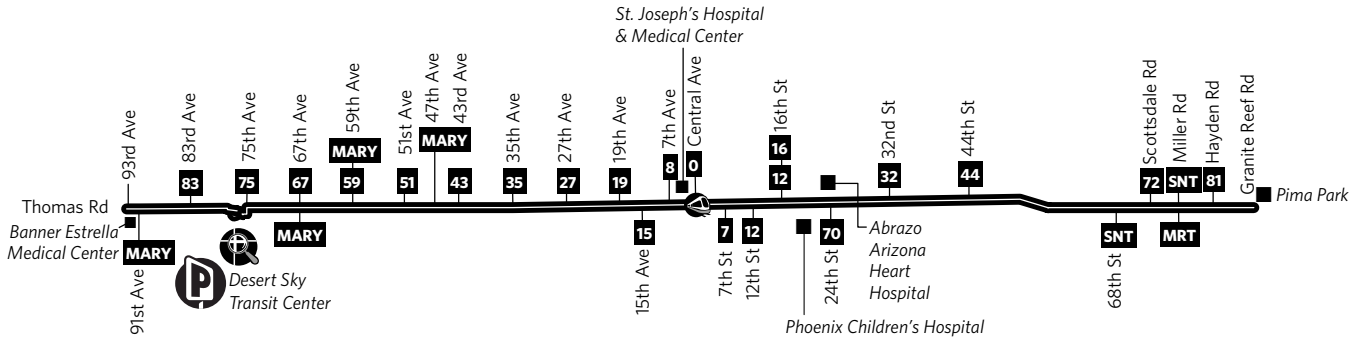 St. Joseph's Hospital
& Medical Center
93rd Ave
83rd Ave
75th Ave
67th Ave
59th Ave
51st Ave
47th Ave
43rd Ave
35th Ave
27th Ave
19th Ave
7th Ave
Central Ave
16th St
32nd St
44th St
Scottsdale Rd
Miller Rd
Hayden Rd
Granite Reef Rd
MARY
MARY
16
83
75
67
59
51
43
35
27
19
8
0
12
32
44
72
SNT
81
Pima Park
Thomas Rd
Banner Estrella
Medical Center
MARY
MARY
15
7
12
70
SNT
MRT
91st Ave
P
Desert Sky
Transit Center
15th Ave
7th St
12th St
24th St
Abrazo
Arizona
Heart
Hospital
68th St
Phoenix Children's Hospital